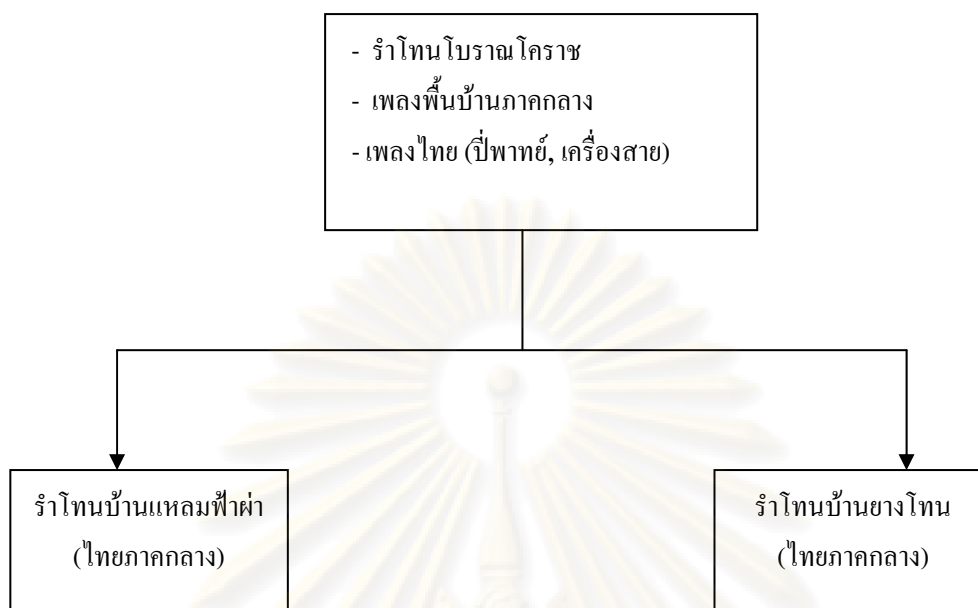 - รำโทนโบราณโคราช
- เพลงพื้นบ้านภาคกลาง
- เพลงไทย (ปี่พาทย์, เครื่องสาย)
รำโทนบ้านแหลมฟ้าผ่า
(ไทยภาคกลาง)
รำโทนบ้านยางโทน
(ไทยภาคกลาง)